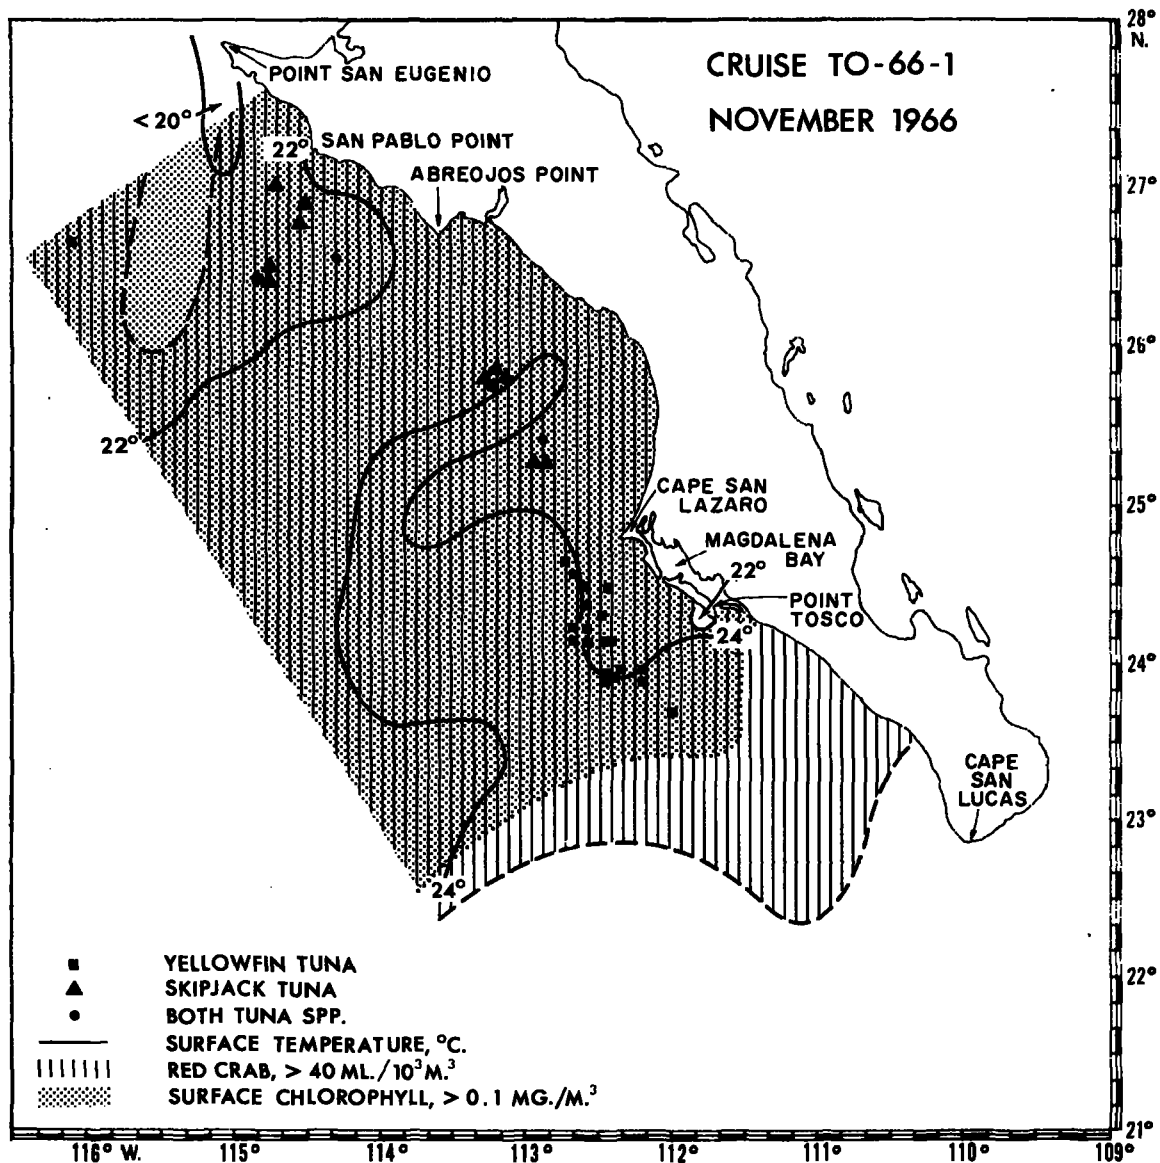 28°
N.
CRUISE TO-66-1
NOVEMBER 1966
POINT SAN EUGENIO
<20°
22°
SAN PABLO POINT
ABREOJOS POINT
27°
26°
22°
25°
CAPE SAN
LAZARO
MAGDALENA
BAY
22°
POINT
TOSCO
24°
24°
CAPE
SAN
LUCAS
23°
24°
YELLOWFIN TUNA
SKIPJACK TUNA
BOTH TUNA SPP.
SURFACE TEMPERATURE, °C.
RED CRAB, > 40 ML./10³M.³
SURFACE CHLOROPHYLL, > 0.1 MG./M.³
22°
21°
116° W. 115° 114° 113° 112° 111° 110° 109°